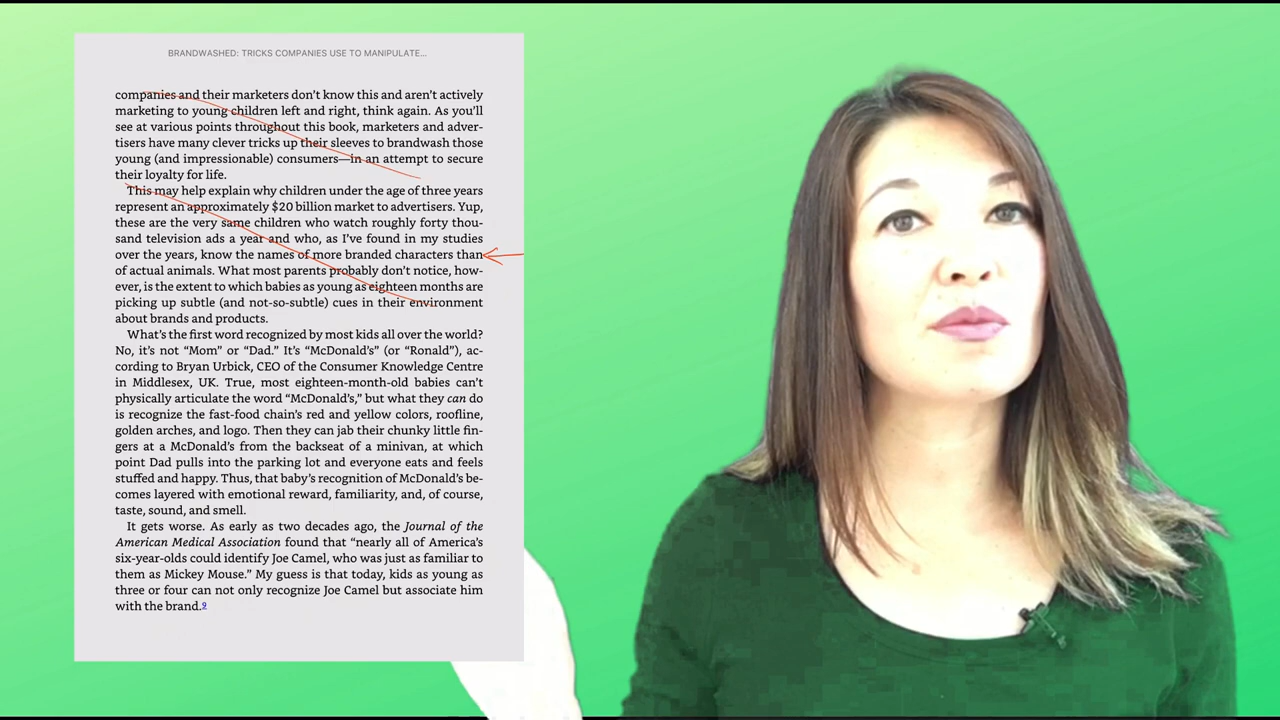 BRANDWASHED: TRICKS COMPANIES USE TO MANIPULATE...
companies and their marketers don't know this and aren't actively
marketing to young children left and right, think again. As you'll
see at various points throughout this book, marketers and adver-
tisers have many clever tricks up their sleeves to brandwash those
young (and impressionable) consumers—in an attempt to secure
their loyalty for life.
This may help explain why children under the age of three years
represent an approximately $20 billion market to advertisers. Yup,
these are the very same children who watch roughly forty thou-
sand television ads a year and who, as I've found in my studies
over the years, know the names of more branded characters than
of actual animals. What most parents probably don't notice, how-
ever, is the extent to which babies as young as eighteen months are
picking up subtle (and not-so-subtle) cues in their environment
about brands and products.
What's the first word recognized by most kids all over the world?
No, it's not “Mom” or “Dad.” It's “McDonald's” (or “Ronald”), ac-
cording to Bryan Urbick, CEO of the Consumer Knowledge Centre
in Middlesex, UK. True, most eighteen-month-old babies can't
physically articulate the word “McDonald's,” but what they can do
is recognize the fast-food chain's red and yellow colors, roofline,
golden arches, and logo. Then they can jab their chunky little fin-
gers at a McDonald's from the backseat of a minivan, at which
point Dad pulls into the parking lot and everyone eats and feels
stuffed and happy. Thus, that baby's recognition of McDonald's be-
comes layered with emotional reward, familiarity, and, of course,
taste, sound, and smell.
It gets worse. As early as two decades ago, the Journal of the
American Medical Association found that “nearly all of America's
six-year-olds could identify Joe Camel, who was just as familiar to
them as Mickey Mouse.” My guess is that today, kids as young as
three or four can not only recognize Joe Camel but associate him
with the brand.9